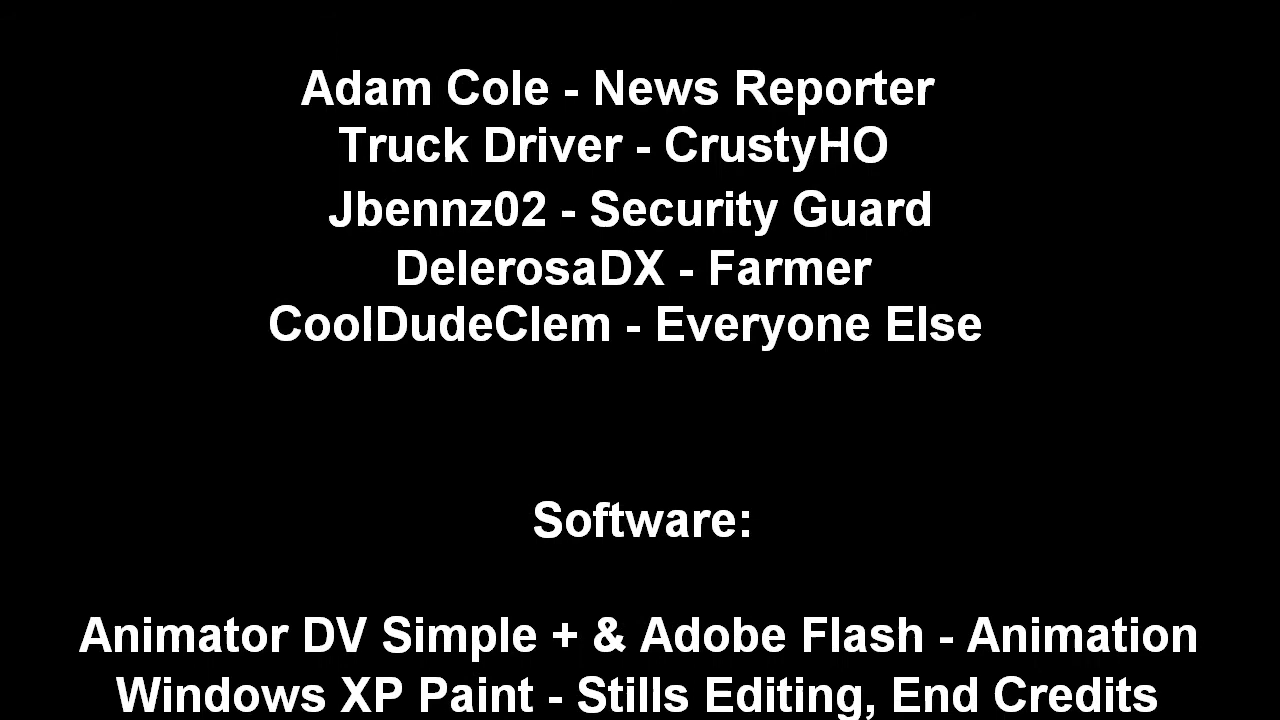 Adam Cole - News Reporter
Truck Driver - CrustyHO
Jbennz02 - Security Guard
DelerosaDX - Farmer
CoolDudeClem - Everyone Else
Software:
Animator DV Simple + & Adobe Flash - Animation
Windows XP Paint - Stills Editing, End Credits